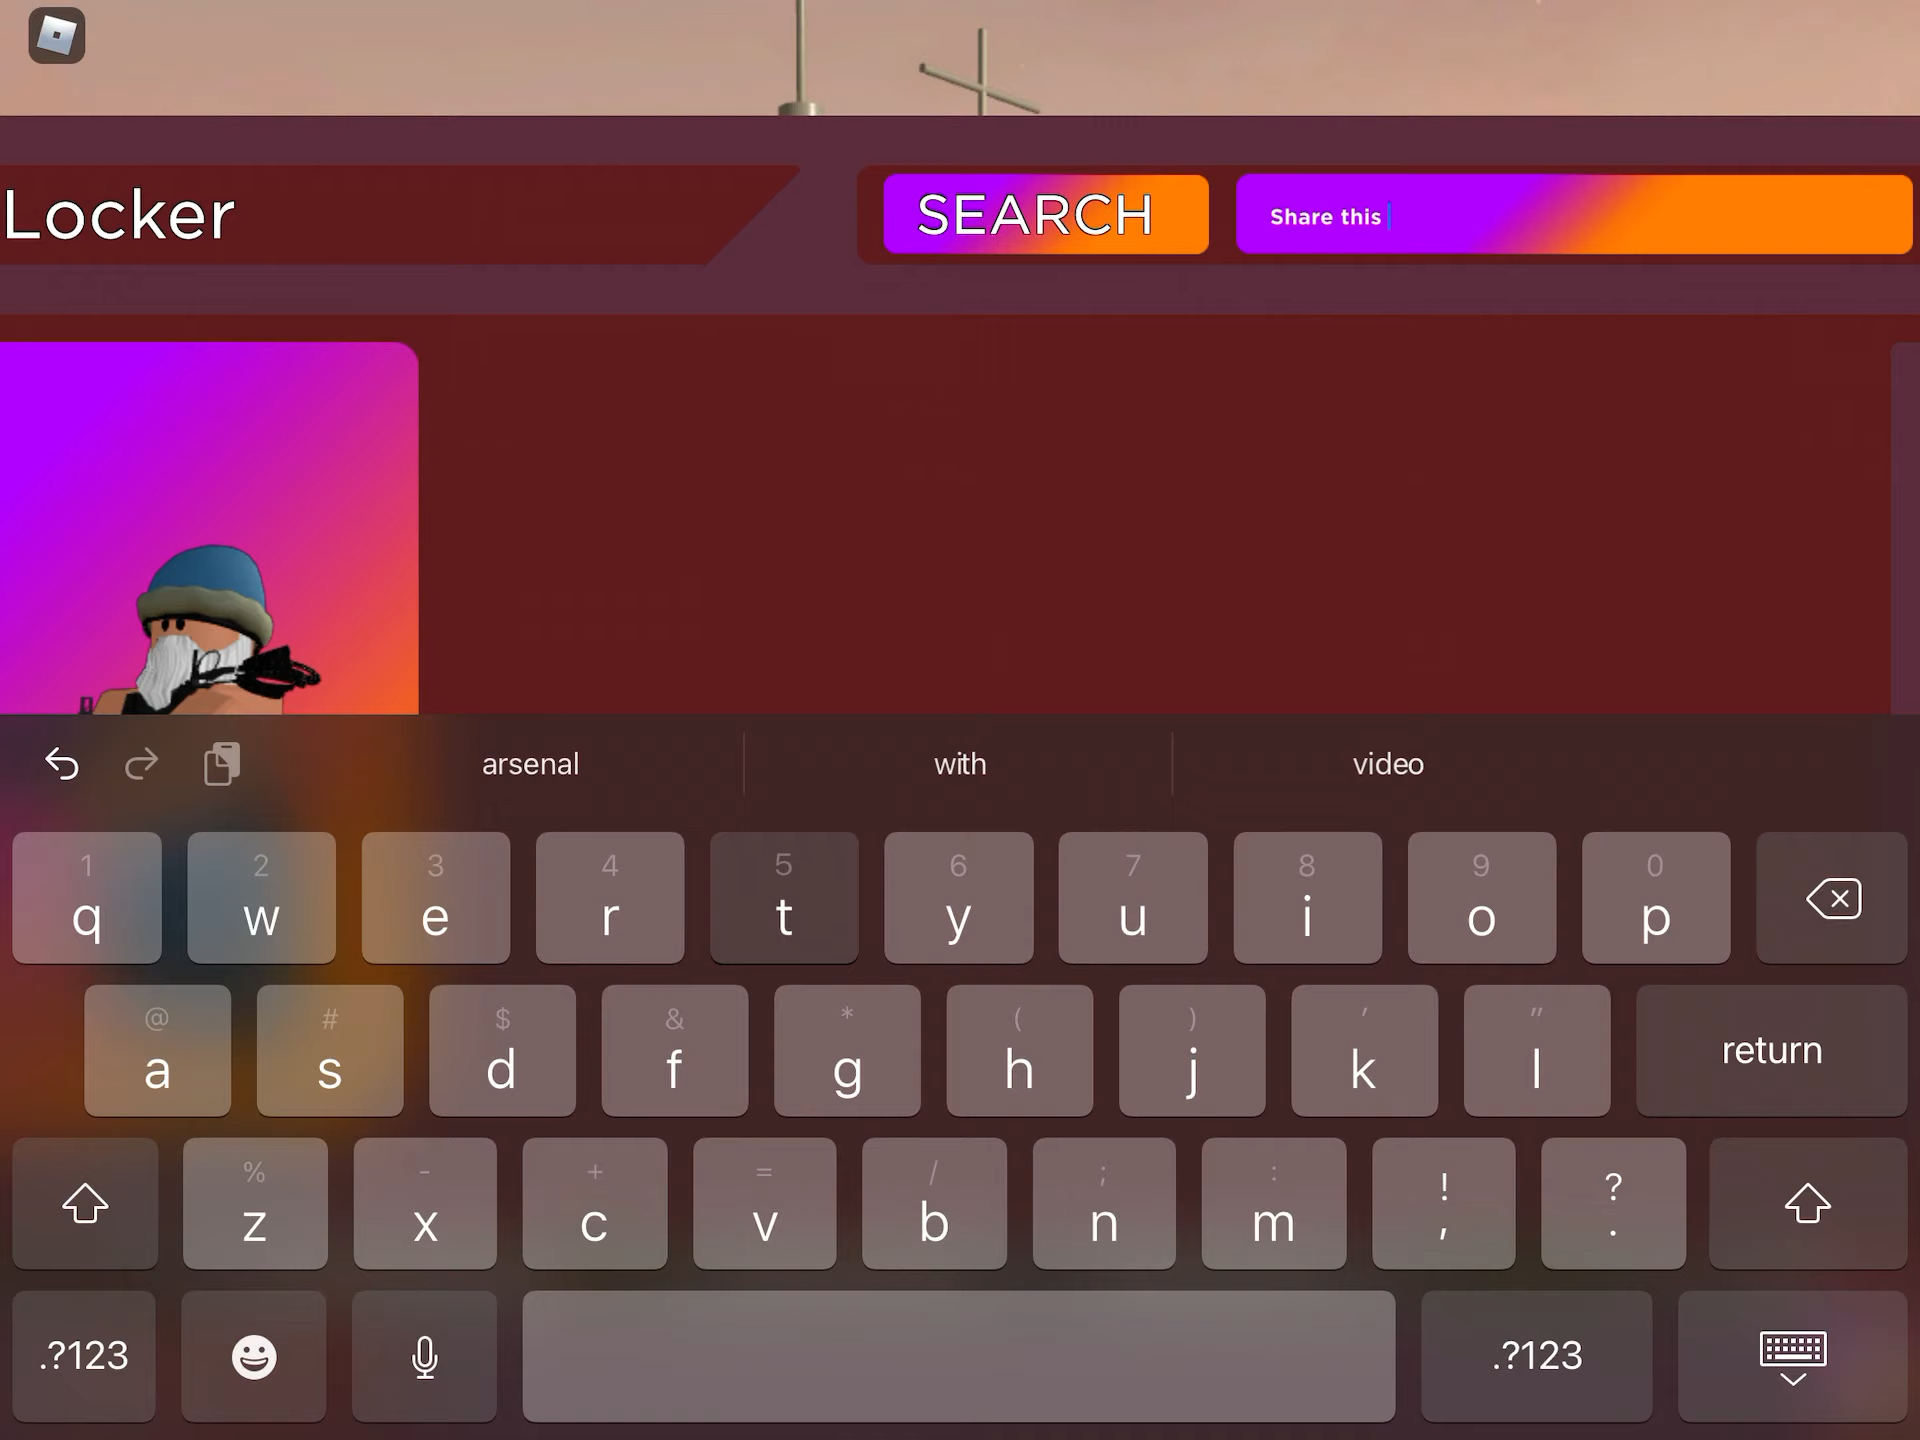 Locker
SEARCH
Share this
arsenal with video
1 2 3 4 5 6 7 8 9 0
q w e r t y u i o p
@ # $ & * ( ) ' "
a s d f g h j k l return
% - + = / ; : ! ?
z x c v b n m , .
.?123 .?123